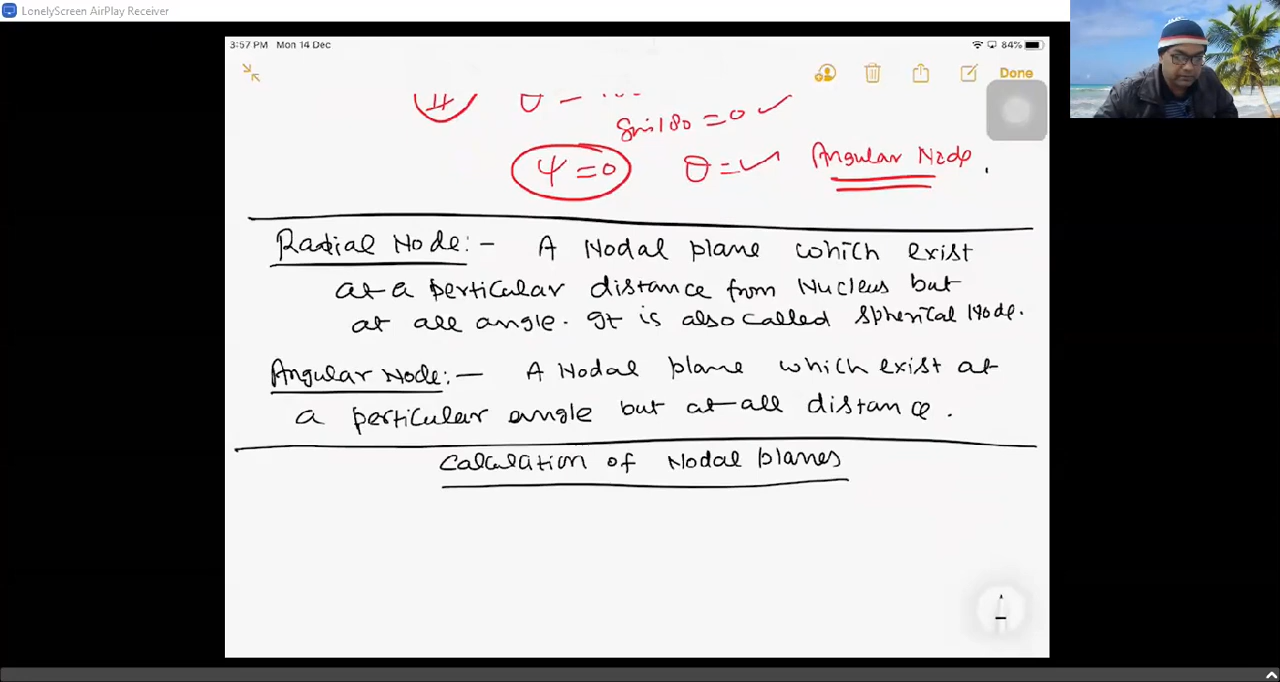 LonelyScreen AirPlay Receiver
3:57 PM Mon 14 Dec
84%
Done
Sin180 = 0 ✓
Ψ = 0 θ = ✓ Angular Node.
Radial Node:- A Nodal plane which exist
at a perticular distance from Nucleus but
at all angle. It is also called Spherical Node.
Angular Node:- A Nodal plane which exist at
a perticular angle but at all distance.
Calculation of Nodal planes